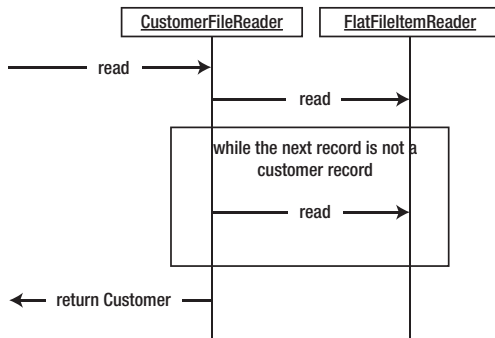 CustomerFileReader
FlatFileItemReader
read
read
while the next record is not a
customer record
read
return Customer